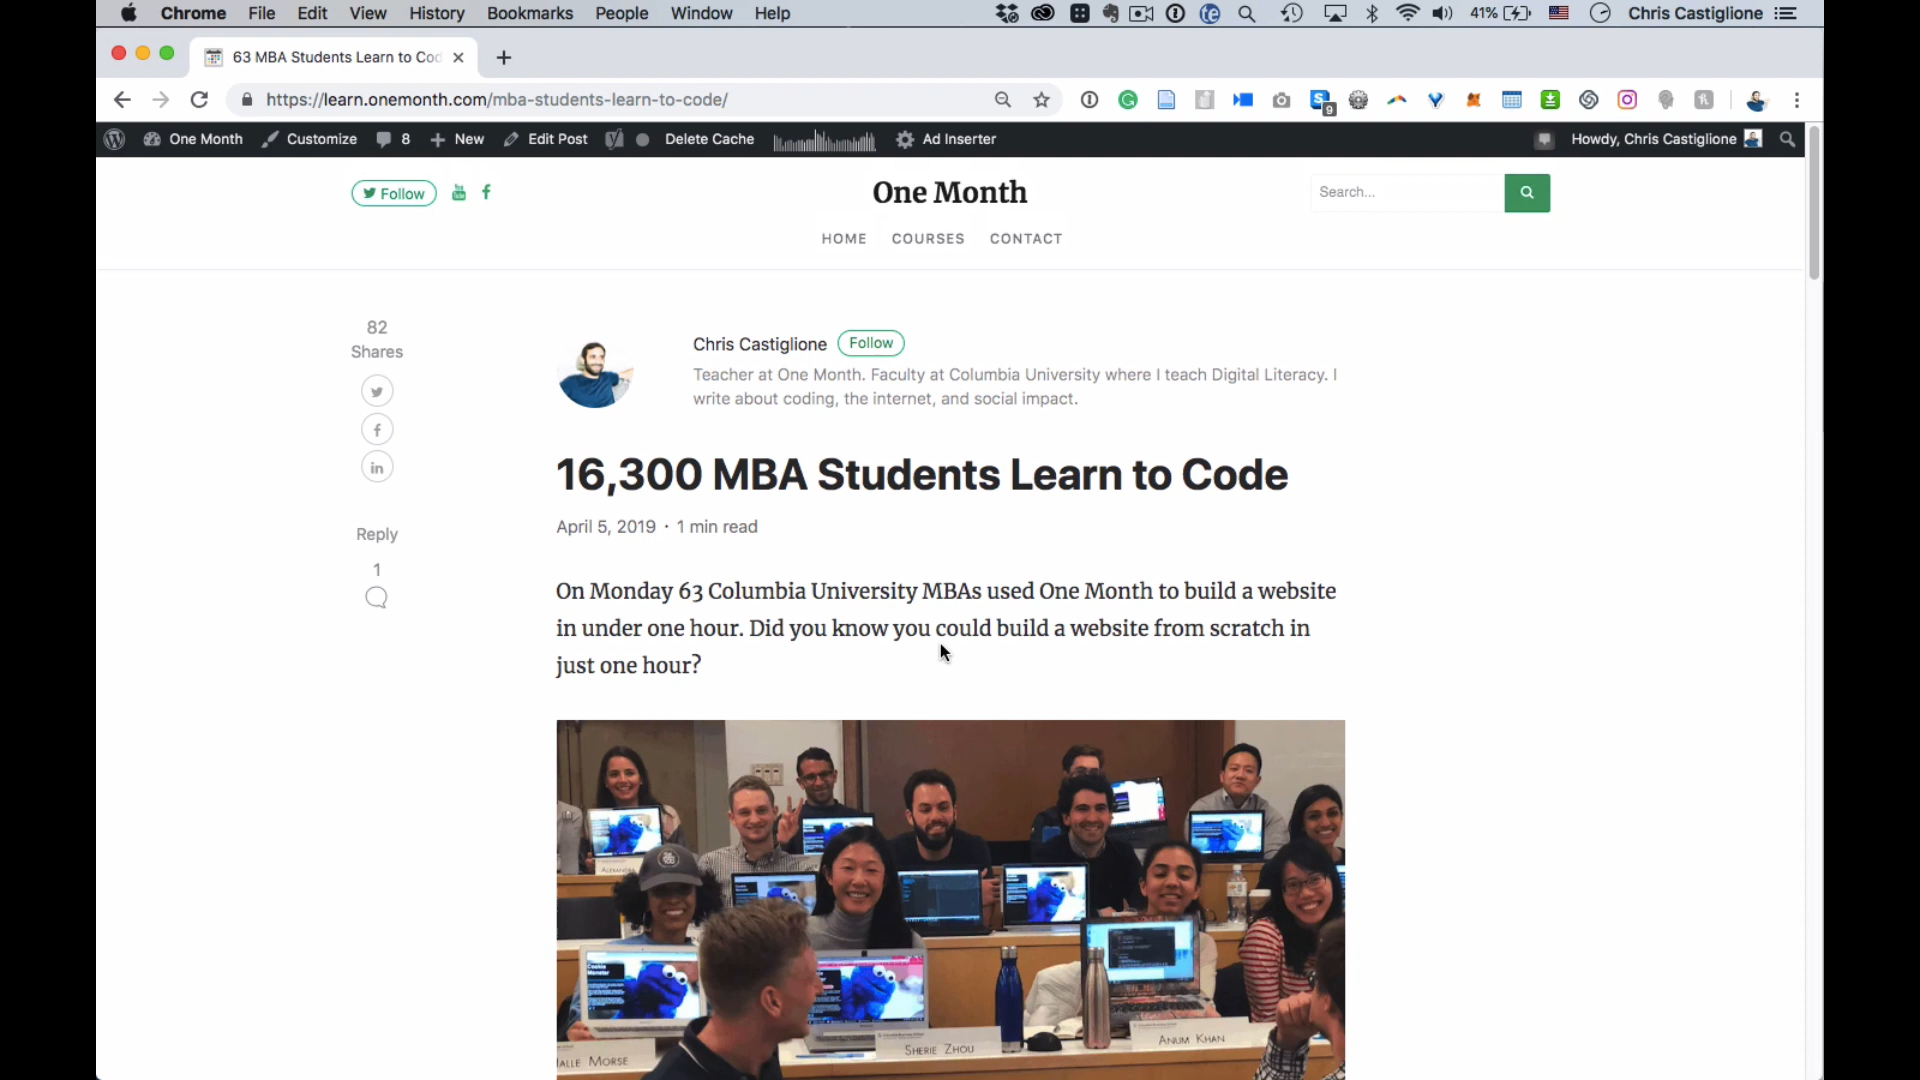 Chrome File Edit View History Bookmarks People Window Help 41% Chris Castiglione
63 MBA Students Learn to Cod
https://learn.onemonth.com/mba-students-learn-to-code/
9
One Month Customize 8 New Edit Post Delete Cache Ad Inserter Howdy, Chris Castiglione
Follow
One Month
Search...
HOME COURSES CONTACT
82
Shares
Reply
1
Chris Castiglione Follow
Teacher at One Month. Faculty at Columbia University where I teach Digital Literacy. I
write about coding, the internet, and social impact.
16,300 MBA Students Learn to Code
April 5, 2019 · 1 min read
On Monday 63 Columbia University MBAs used One Month to build a website
in under one hour. Did you know you could build a website from scratch in
just one hour?
Cookie
Monster
ALLE MORSE
SHERIE ZHOU
ANUM KHAN